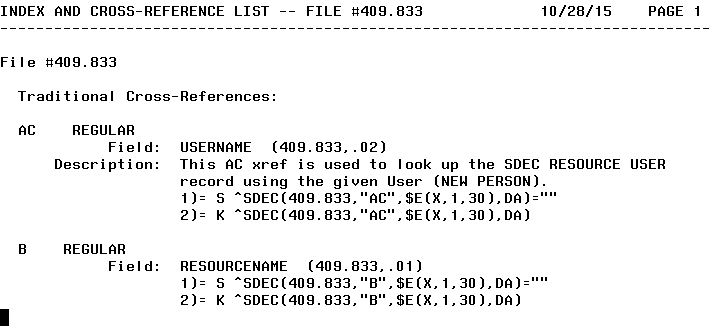 INDEX AND CROSS-REFERENCE LIST -- FILE #409.833          10/28/15    PAGE 1
-------------------------------------------------------------------------------
File #409.833
Traditional Cross-References:
AC    REGULAR
Field:  USERNAME  (409.833,.02)
Description:  This AC xref is used to look up the SDEC RESOURCE USER
record using the given User (NEW PERSON).
1)= S ^SDEC(409.833,"AC",$E(X,1,30),DA)=""
2)= K ^SDEC(409.833,"AC",$E(X,1,30),DA)
B    REGULAR
Field:  RESOURCENAME  (409.833,.01)
1)= S ^SDEC(409.833,"B",$E(X,1,30),DA)=""
2)= K ^SDEC(409.833,"B",$E(X,1,30),DA)